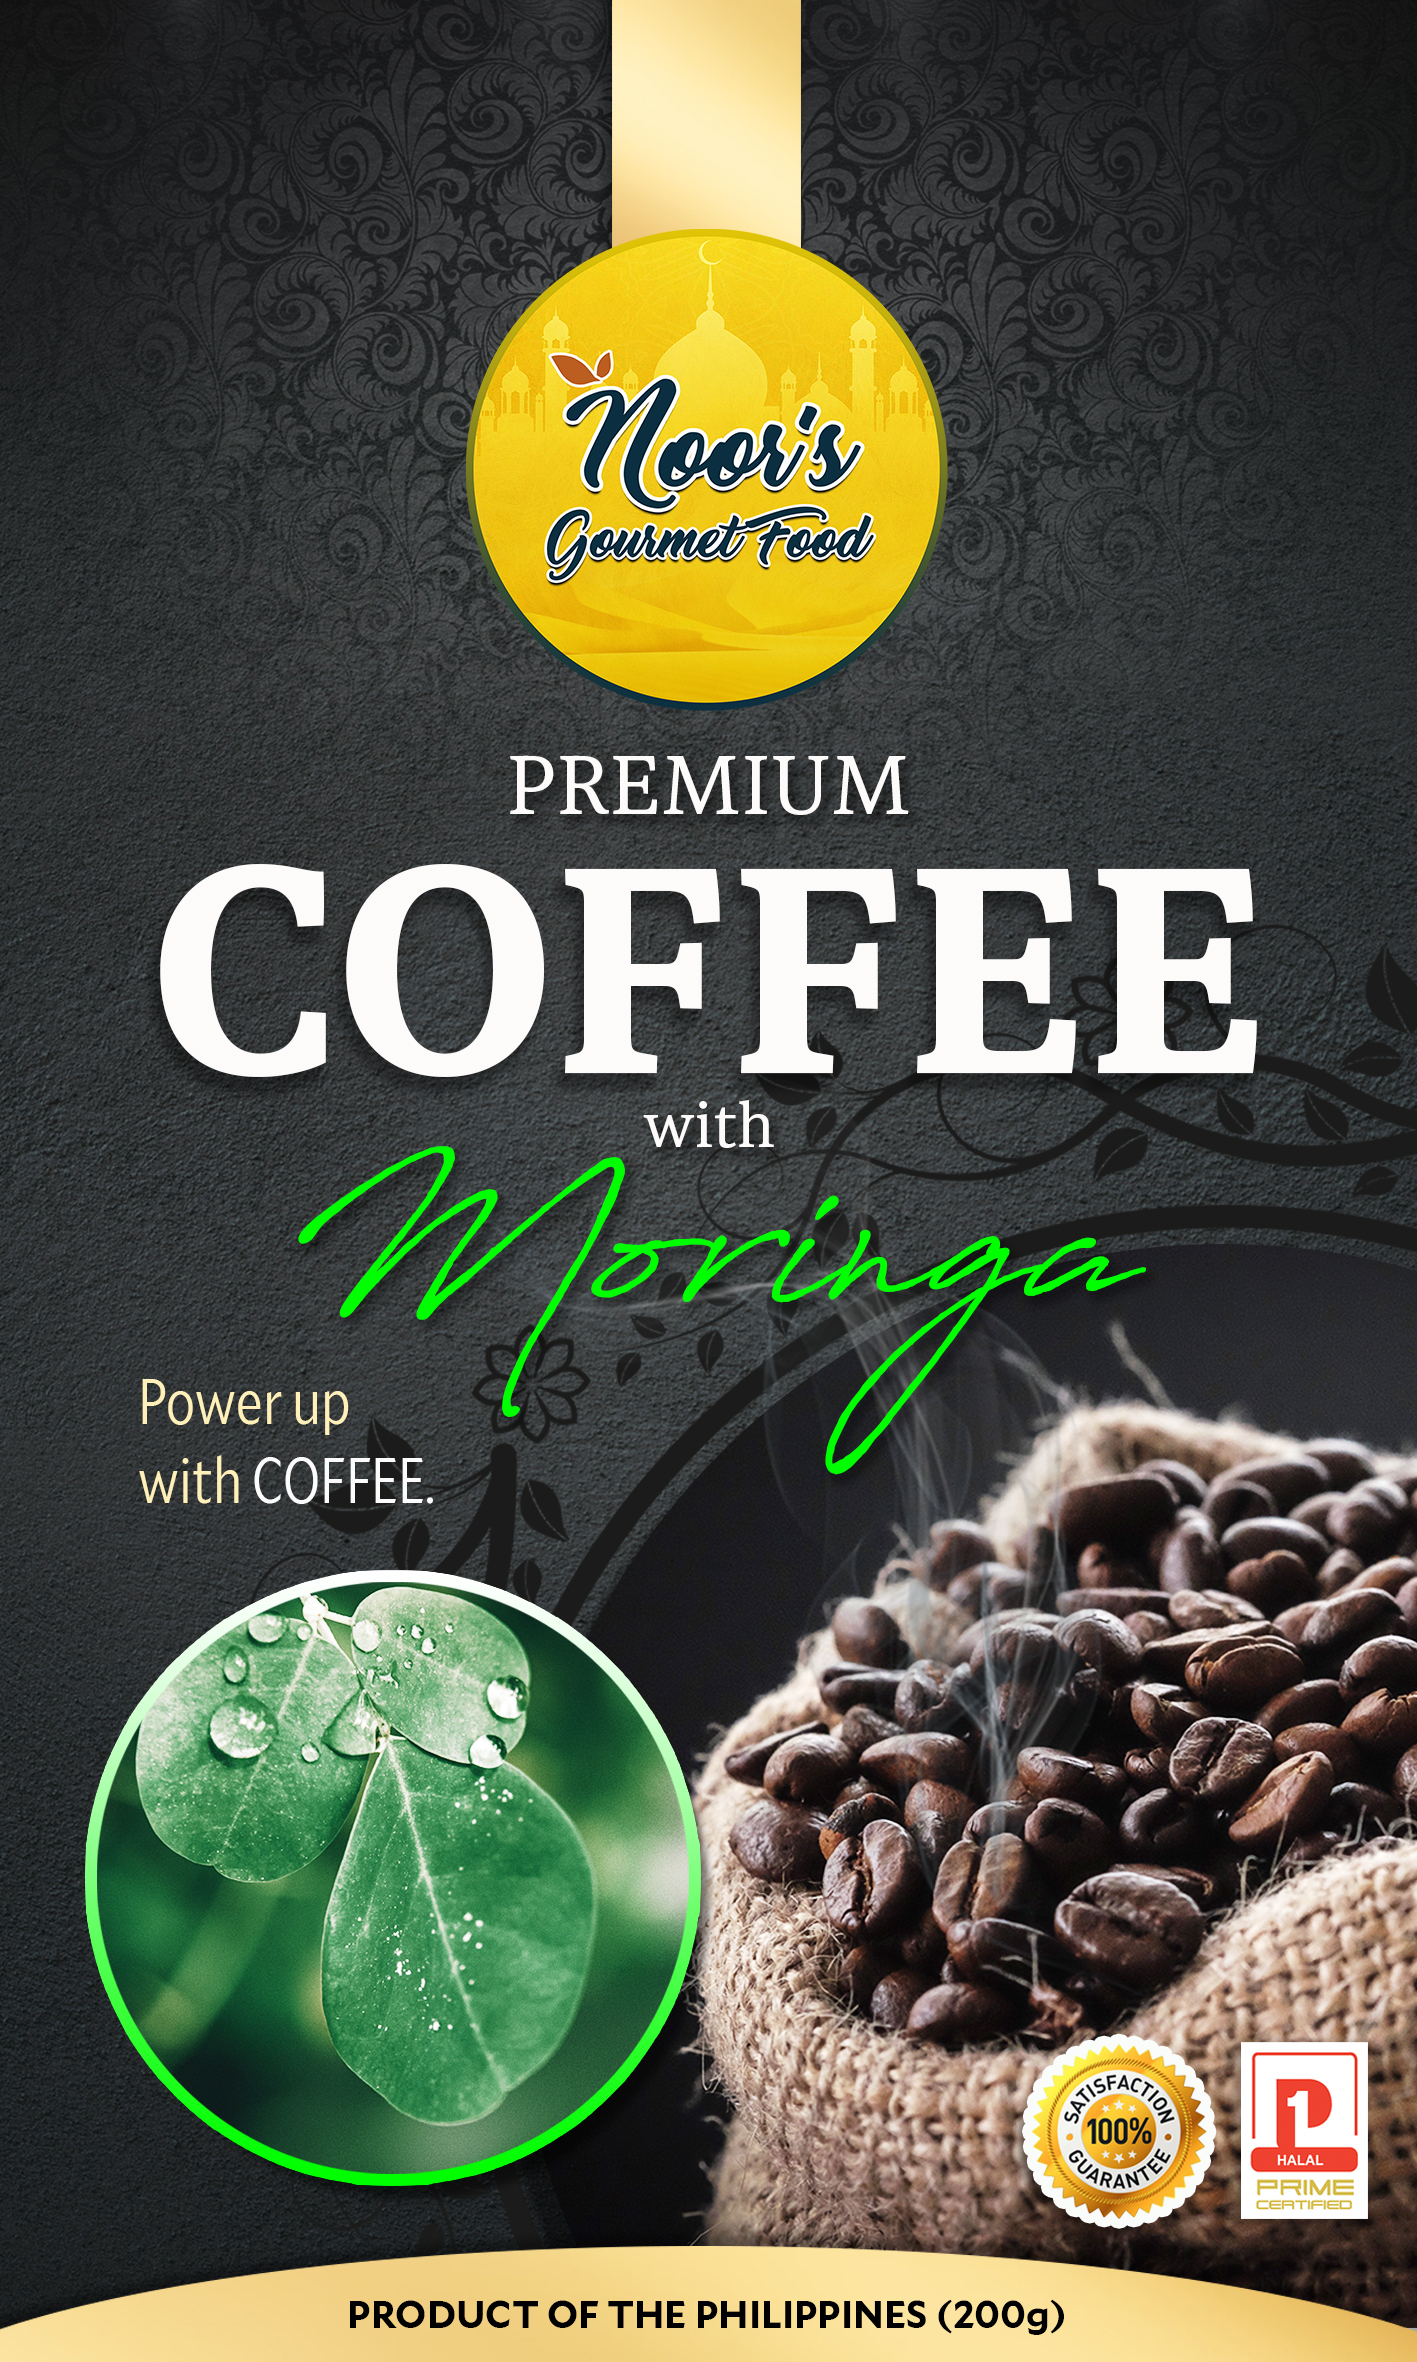 Noor's
Gourmet Food
PREMIUM
COFFEE
with
Moringa
Power up
with COFFEE.
SATISFACTION
100%
GUARANTEE
P1
HALAL
PRIME
CERTIFIED
PRODUCT OF THE PHILIPPINES (200g)